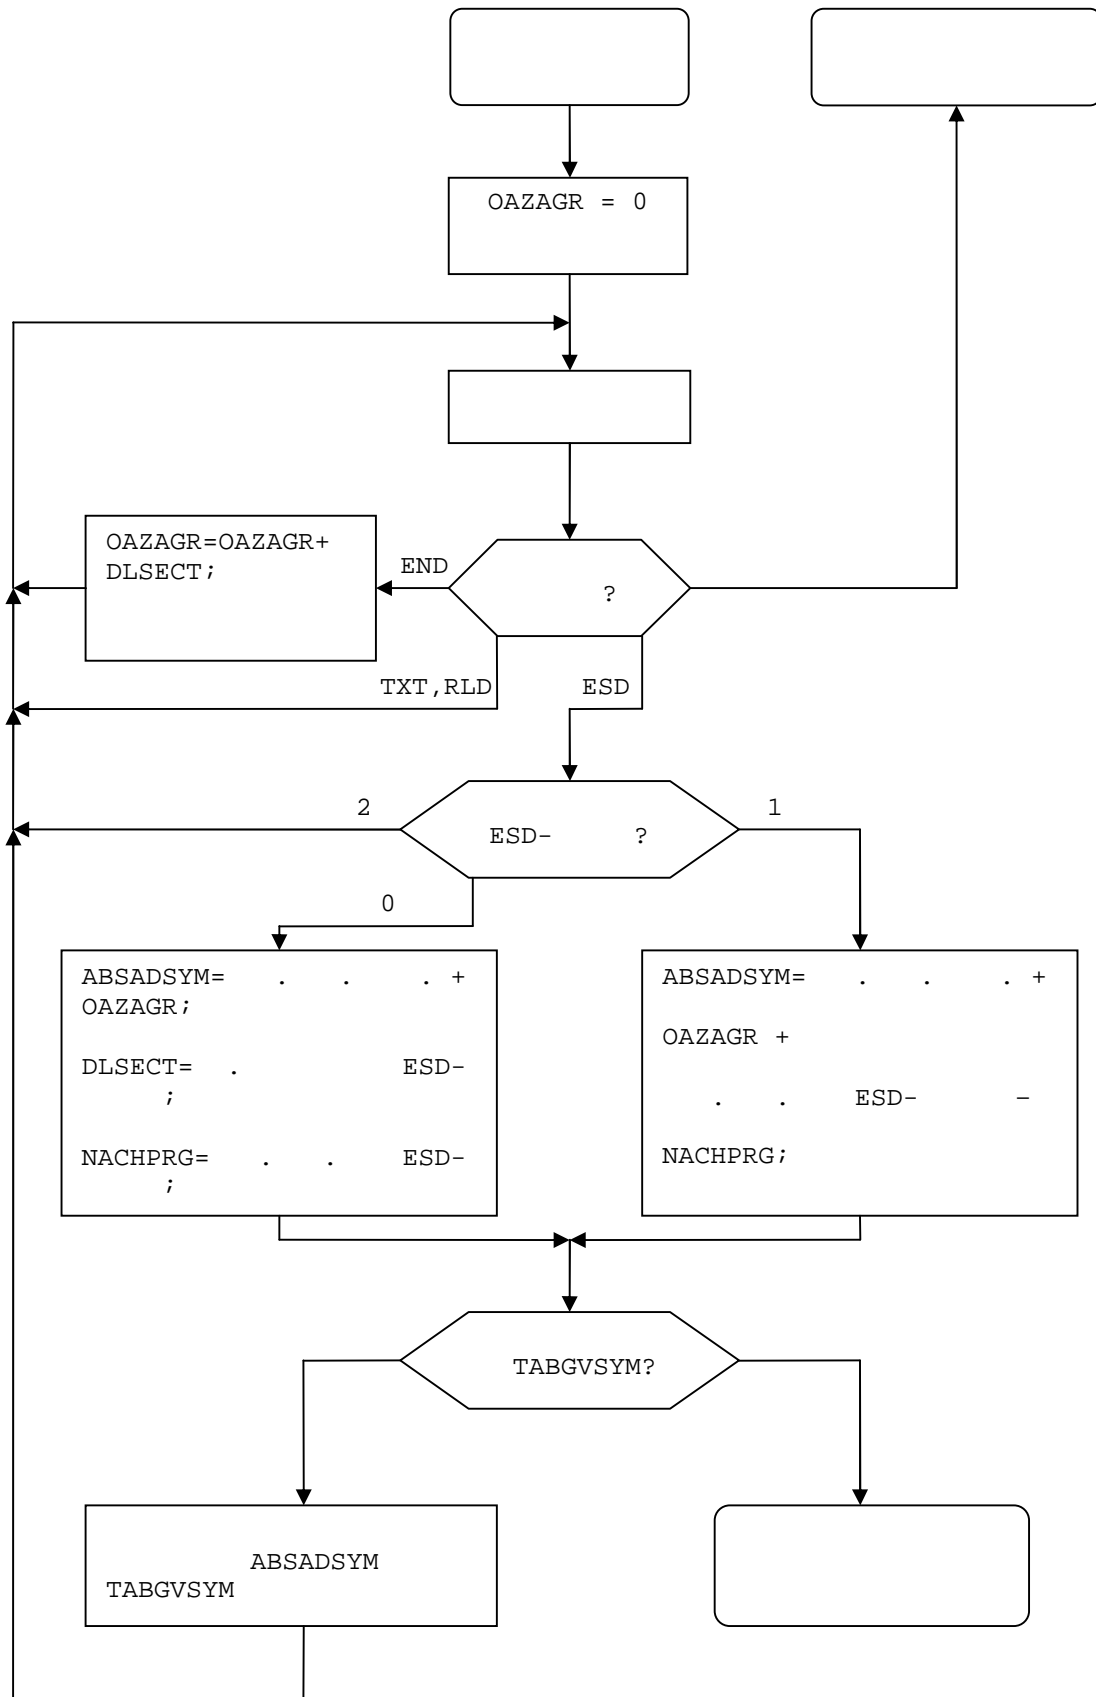 OAZAGR = 0
OAZAGR=OAZAGR+
DLSECT;
END
?
TXT,RLD
ESD
2
ESD- ?
1
0
ABSADSYM= . . . +
OAZAGR;
DLSECT= . ESD-
;
NACHPRG= . . ESD-
;
ABSADSYM= . . . +
OAZAGR +
. . ESD- –
NACHPRG;
TABGVSYM?
ABSADSYM
TABGVSYM